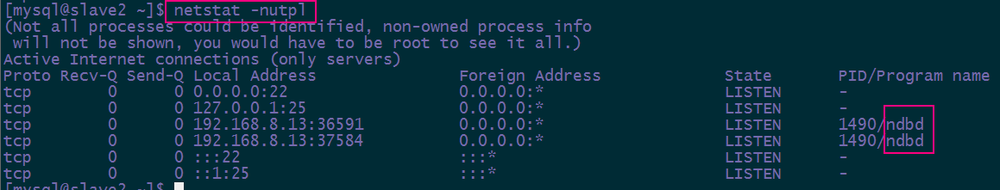 [mysql@slave2 ~]$ netstat -nutpl
(Not all processes could be identified, non-owned process info
 will not be shown, you would have to be root to see it all.)
Active Internet connections (only servers)
Proto Recv-Q Send-Q Local Address               Foreign Address             State       PID/Program name
tcp        0      0 0.0.0.0:22                  0.0.0.0:*                   LISTEN      -
tcp        0      0 127.0.0.1:25                0.0.0.0:*                   LISTEN      -
tcp        0      0 192.168.8.13:36591          0.0.0.0:*                   LISTEN      1490/ndbd
tcp        0      0 192.168.8.13:37584          0.0.0.0:*                   LISTEN      1490/ndbd
tcp        0      0 :::22                       :::*                        LISTEN      -
tcp        0      0 ::1:25                      :::*                        LISTEN      -
[mysql@slave2 ~]$